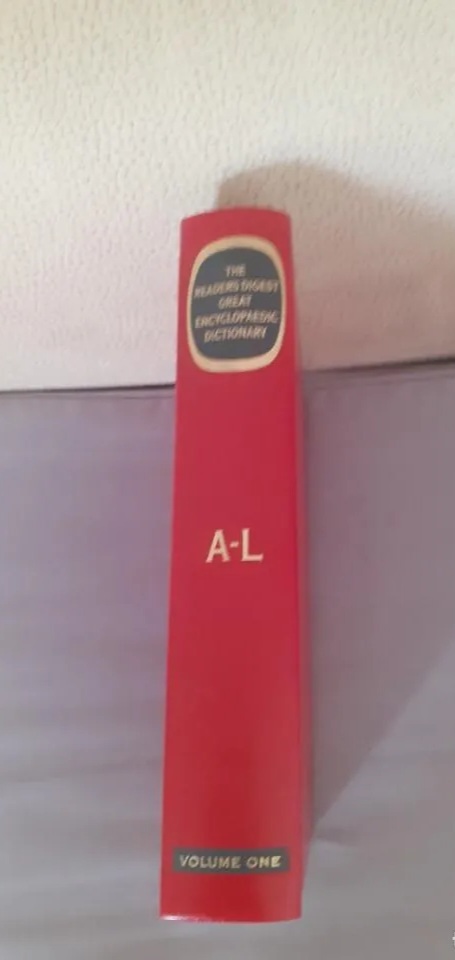 THE
READERS DIGEST
GREAT
ENCYCLOPAEDIC
DICTIONARY
A-L
VOLUME ONE